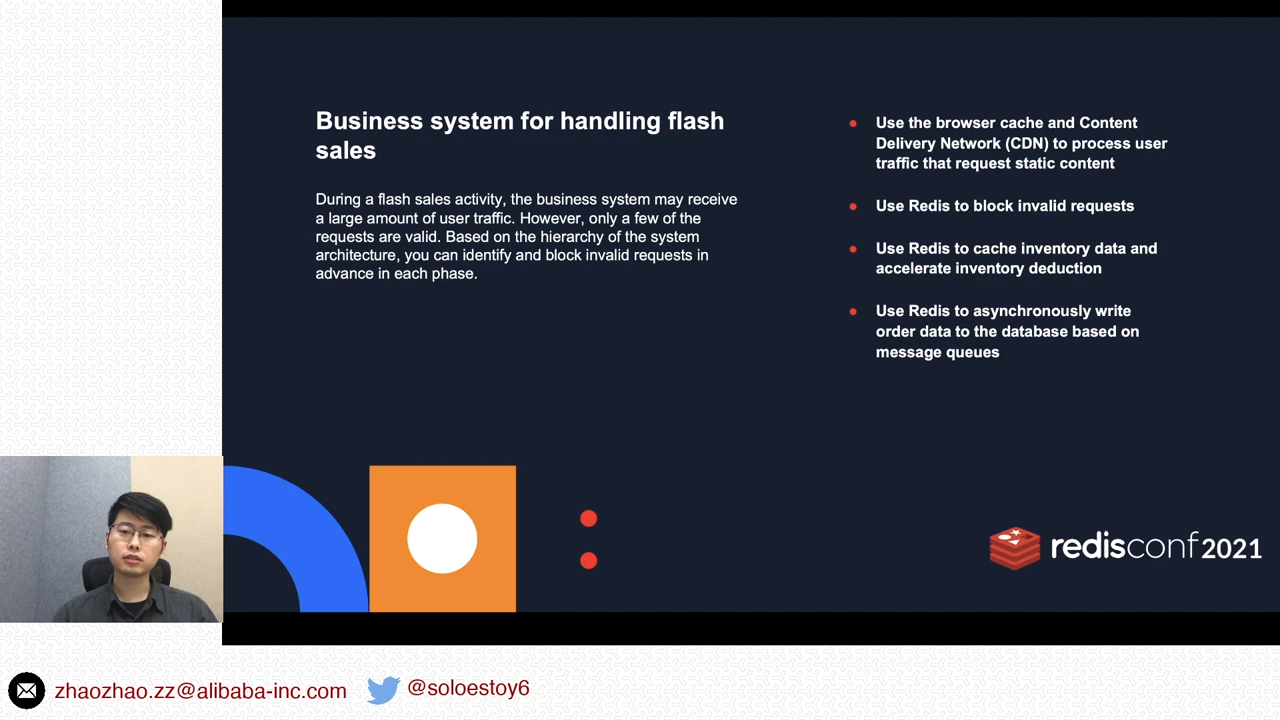 Business system for handling flash
sales
During a flash sales activity, the business system may receive
a large amount of user traffic. However, only a few of the
requests are valid. Based on the hierarchy of the system
architecture, you can identify and block invalid requests in
advance in each phase.
Use the browser cache and Content
Delivery Network (CDN) to process user
traffic that request static content
Use Redis to block invalid requests
Use Redis to cache inventory data and
accelerate inventory deduction
Use Redis to asynchronously write
order data to the database based on
message queues
redisconf 2021
zhaozhao.zz@alibaba-inc.com
@soloestoy6